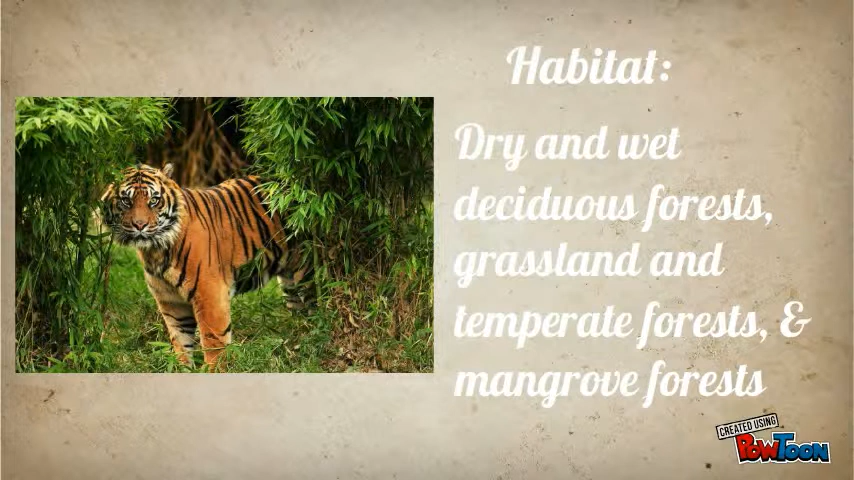 Habitat:
Dry and wet
deciduous forests,
grassland and
temperate forests, &
mangrove forests
CREATED USING
POWTOON